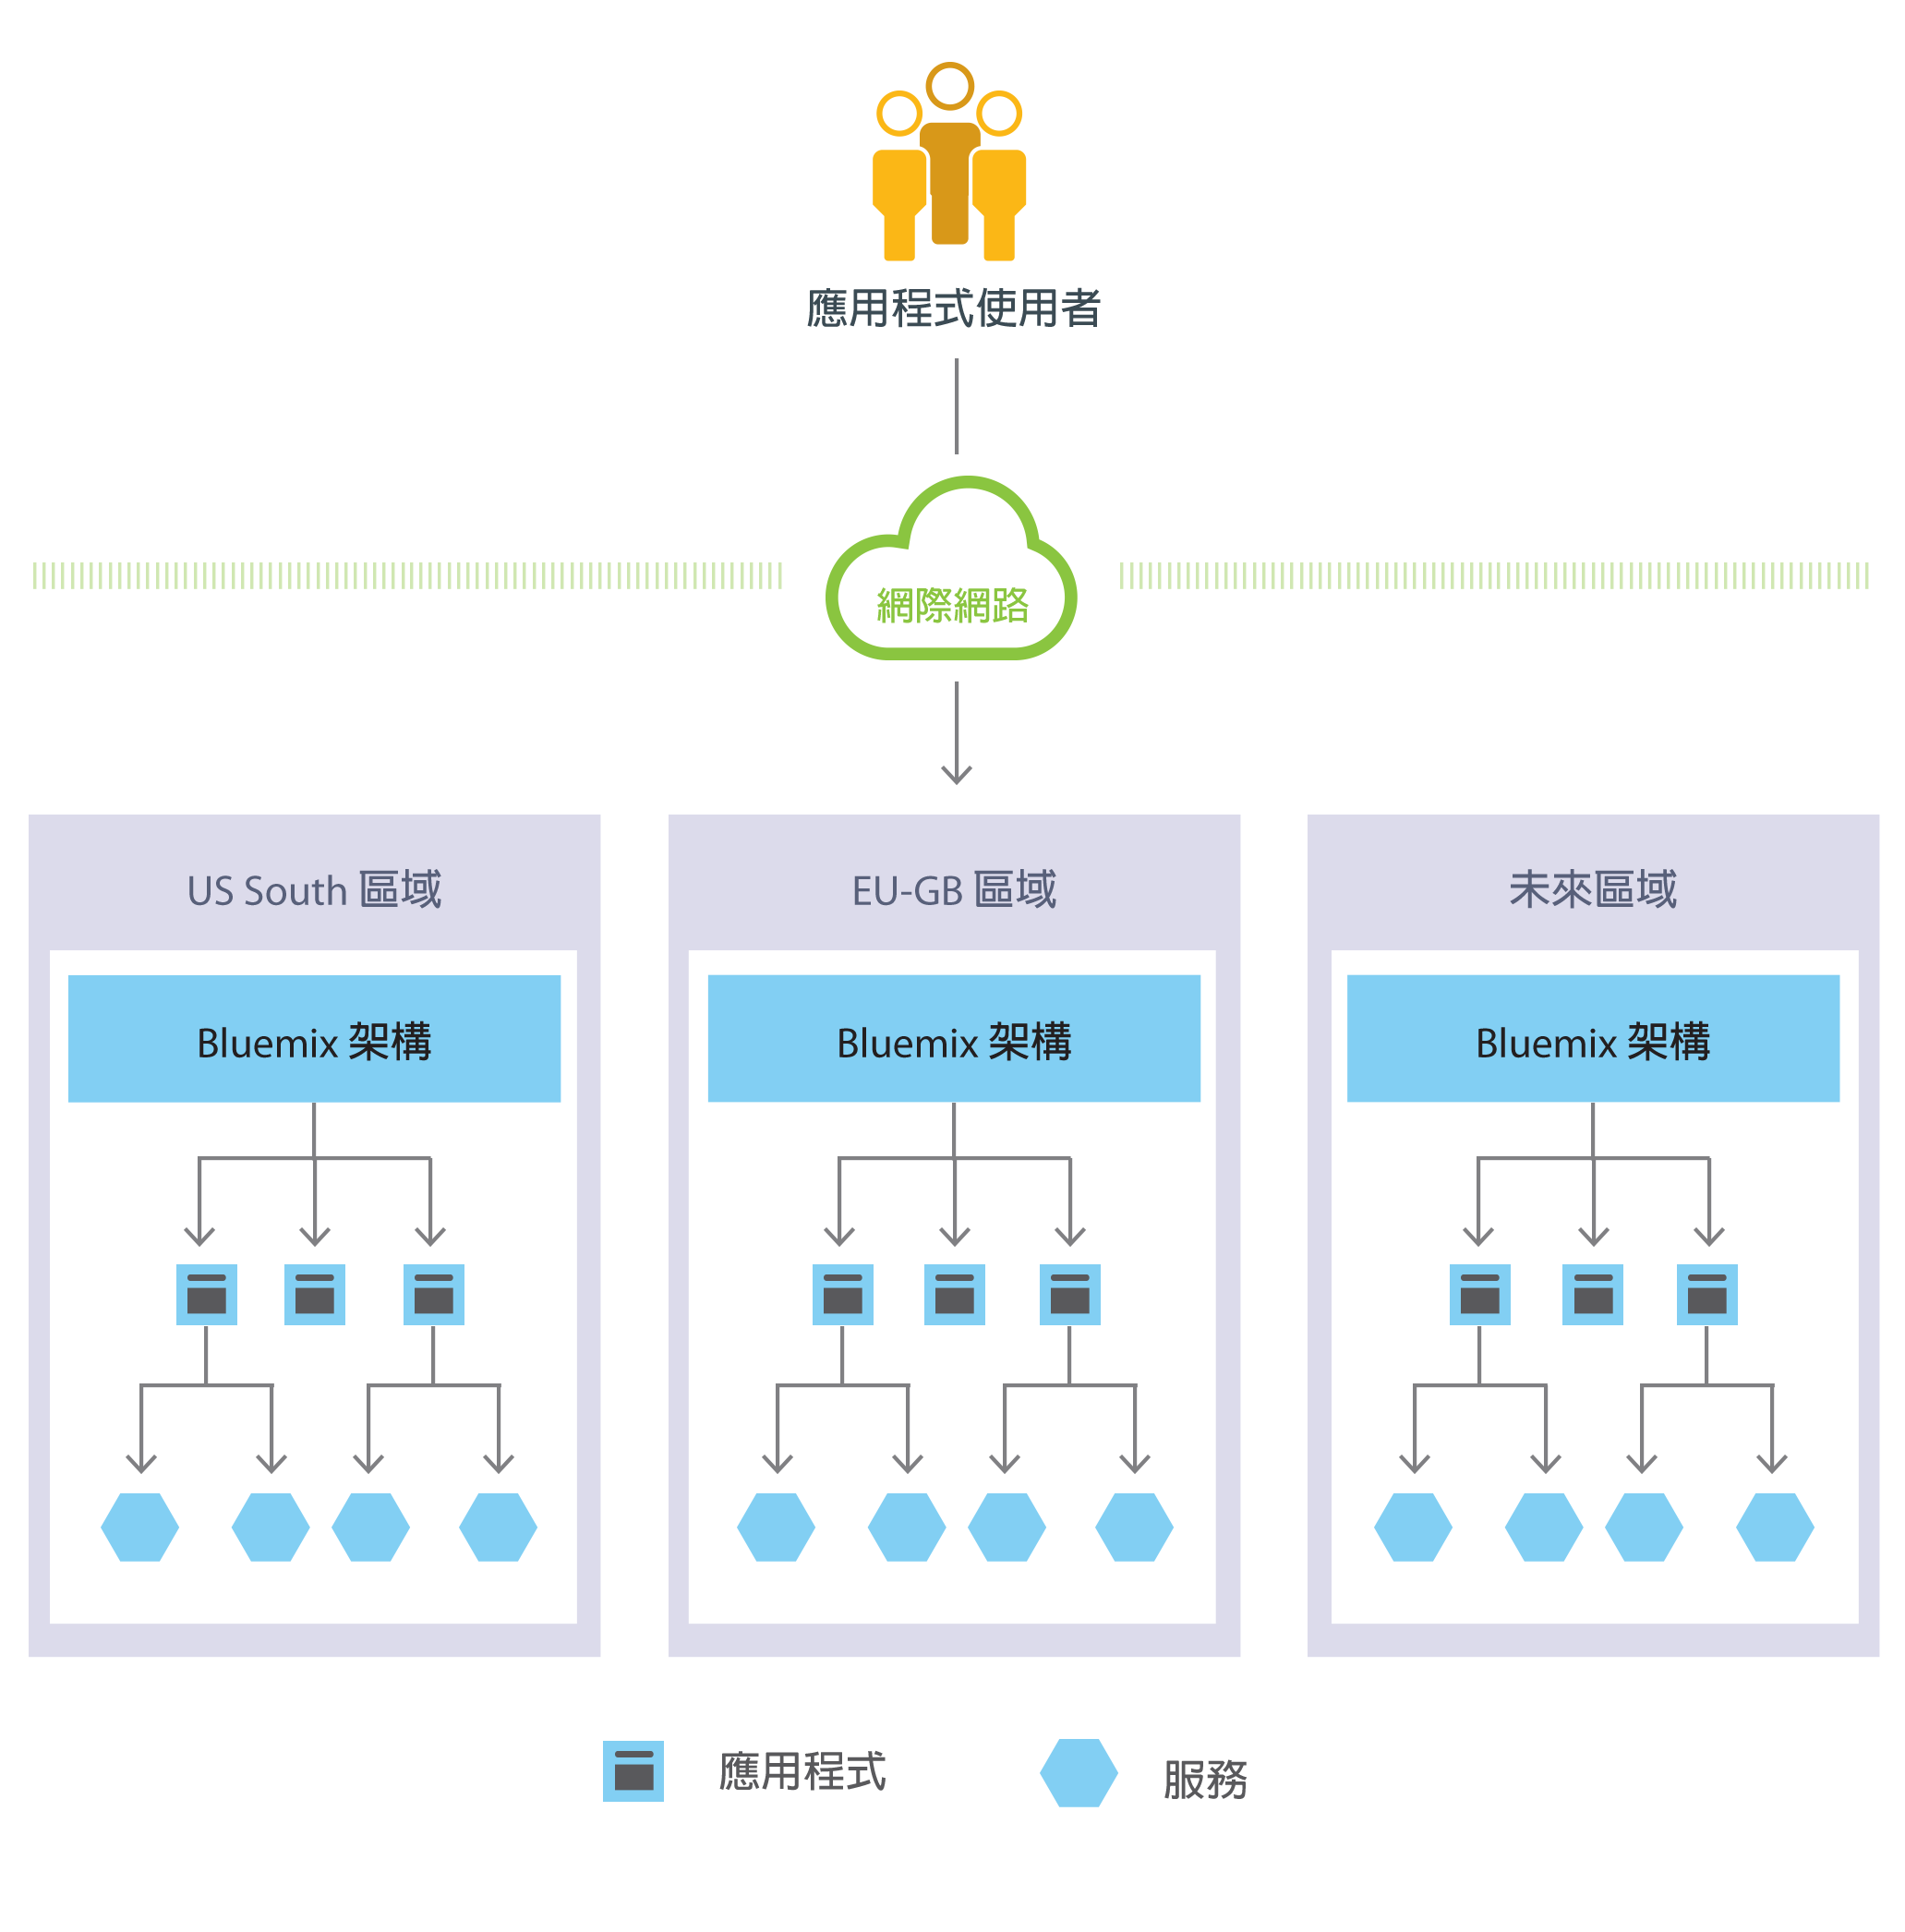 應用程式使用者
網際網路
US South 區域
EU-GB 區域
未來區域
Bluemix 架構
Bluemix 架構
Bluemix 架構
應用程式
服務